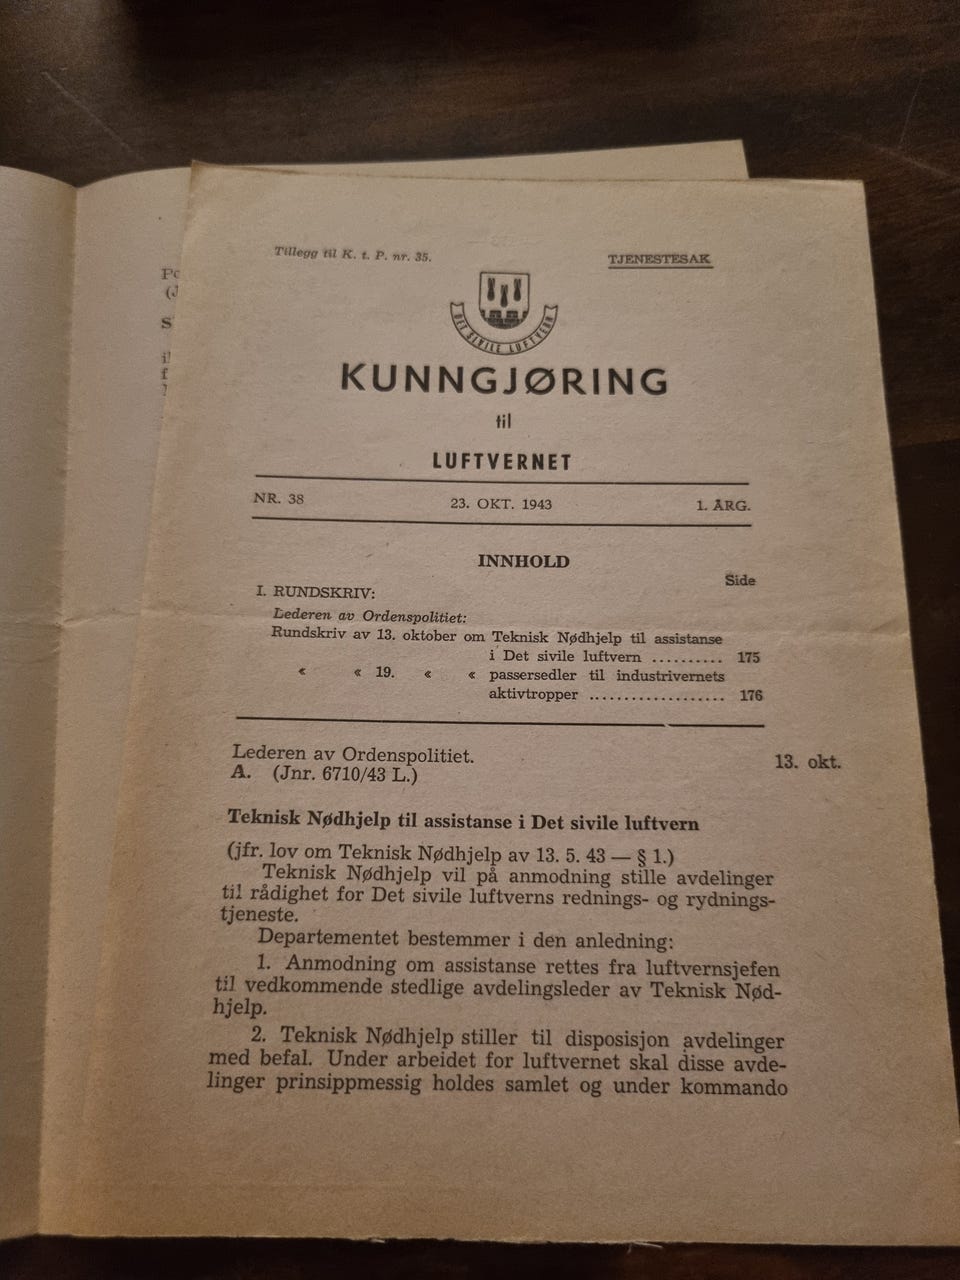 Tillegg til K. t. P. nr. 35.
TJENESTESAK
DET SIVILE LUFTVERN
KUNNGJØRING
til
LUFTVERNET
NR. 38 23. OKT. 1943 1. ÅRG.
INNHOLD
Side
I. RUNDSKRIV:
Lederen av Ordenspolitiet:
Rundskriv av 13. oktober om Teknisk Nødhjelp til assistanse
i Det sivile luftvern .......... 175
« « 19. « « passersedler til industrivernets
aktivtropper ................... 176
Lederen av Ordenspolitiet. 13. okt.
A. (Jnr. 6710/43 L.)
Teknisk Nødhjelp til assistanse i Det sivile luftvern
(jfr. lov om Teknisk Nødhjelp av 13. 5. 43 — § 1.)
Teknisk Nødhjelp vil på anmodning stille avdelinger
til rådighet for Det sivile luftverns rednings- og rydnings-
tjeneste.
Departementet bestemmer i den anledning:
1. Anmodning om assistanse rettes fra luftvernsjefen
til vedkommende stedlige avdelingsleder av Teknisk Nød-
hjelp.
2. Teknisk Nødhjelp stiller til disposisjon avdelinger
med befal. Under arbeidet for luftvernet skal disse avde-
linger prinsippmessig holdes samlet og under kommando